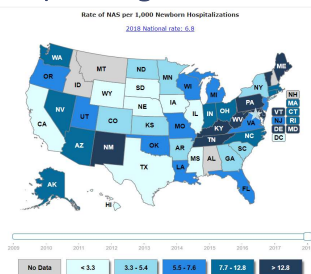 Rate of NAS per 1,000 Newborn Hospitalizations
2018 National rate: 6.8
WA
MT
ND
MN
ME
OR
ID
SD
WI
MI
NY
WY
IA
PA
NH
NV
UT
NE
IL
IN
OH
WV
VA
VT
MA
CA
CO
KS
MO
KY
NJ
CT
DE
RI
DC
MD
AZ
NM
OK
AR
TN
NC
SC
MS
AL
GA
TX
LA
FL
AK
HI
2009
2010
2011
2012
2013
2014
2015
2016
2017
No Data
< 3.3
3.3 - 5.4
5.5 - 7.6
7.7 - 12.8
> 12.8